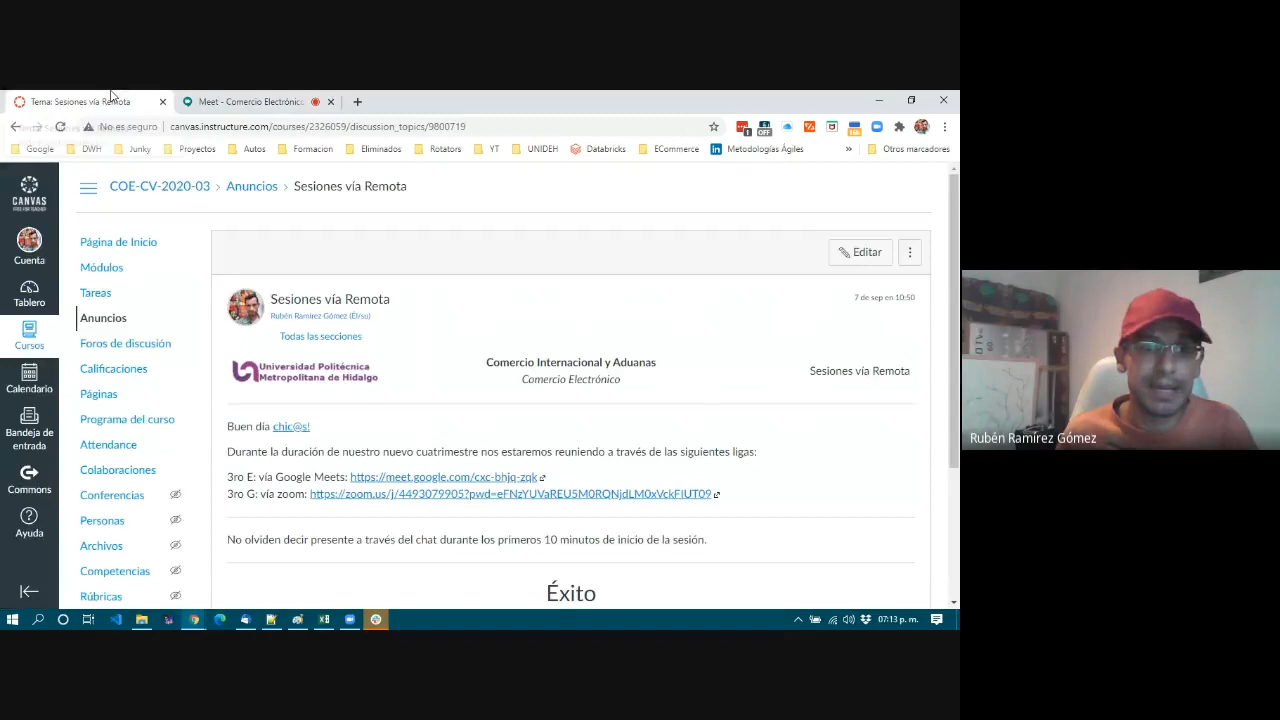 Tema: Sesiones vía Remota
Meet - Comercio Electrónic
No es seguro
canvas.instructure.com/courses/2326059/discussion_topics/9800719
Google DWH Junky Proyectos Autos Formacion Eliminados Rotators YT UNIDEH Databricks ECommerce Metodologías Ágiles » Otros marcadores
CANVAS
Cuenta
Tablero
Cursos
Calendario
Bandeja de
entrada
Commons
Ayuda
COE-CV-2020-03 > Anuncios > Sesiones vía Remota
Página de Inicio
Módulos
Tareas
Anuncios
Foros de discusión
Calificaciones
Páginas
Programa del curso
Attendance
Colaboraciones
Conferencias
Personas
Archivos
Competencias
Rúbricas
Editar
Sesiones vía Remota
7 de sep en 10:50
Rubén Ramírez Gómez (Él/su)
Todas las secciones
Universidad Politécnica
Metropolitana de Hidalgo
Comercio Internacional y Aduanas
Comercio Electrónico
Sesiones vía Remota
Buen día chic@s!
Durante la duración de nuestro nuevo cuatrimestre nos estaremos reuniendo a través de las siguientes ligas:
3ro E: vía Google Meets: https://meet.google.com/cxc-bhjq-zqk
3ro G: vía zoom: https://zoom.us/j/4493079905?pwd=eFNzYUVaREU5M0RQNjdLM0xVckFIUT09
No olviden decir presente a través del chat durante los primeros 10 minutos de inicio de la sesión.
Éxito
07:13 p. m.
Rubén Ramírez Gómez